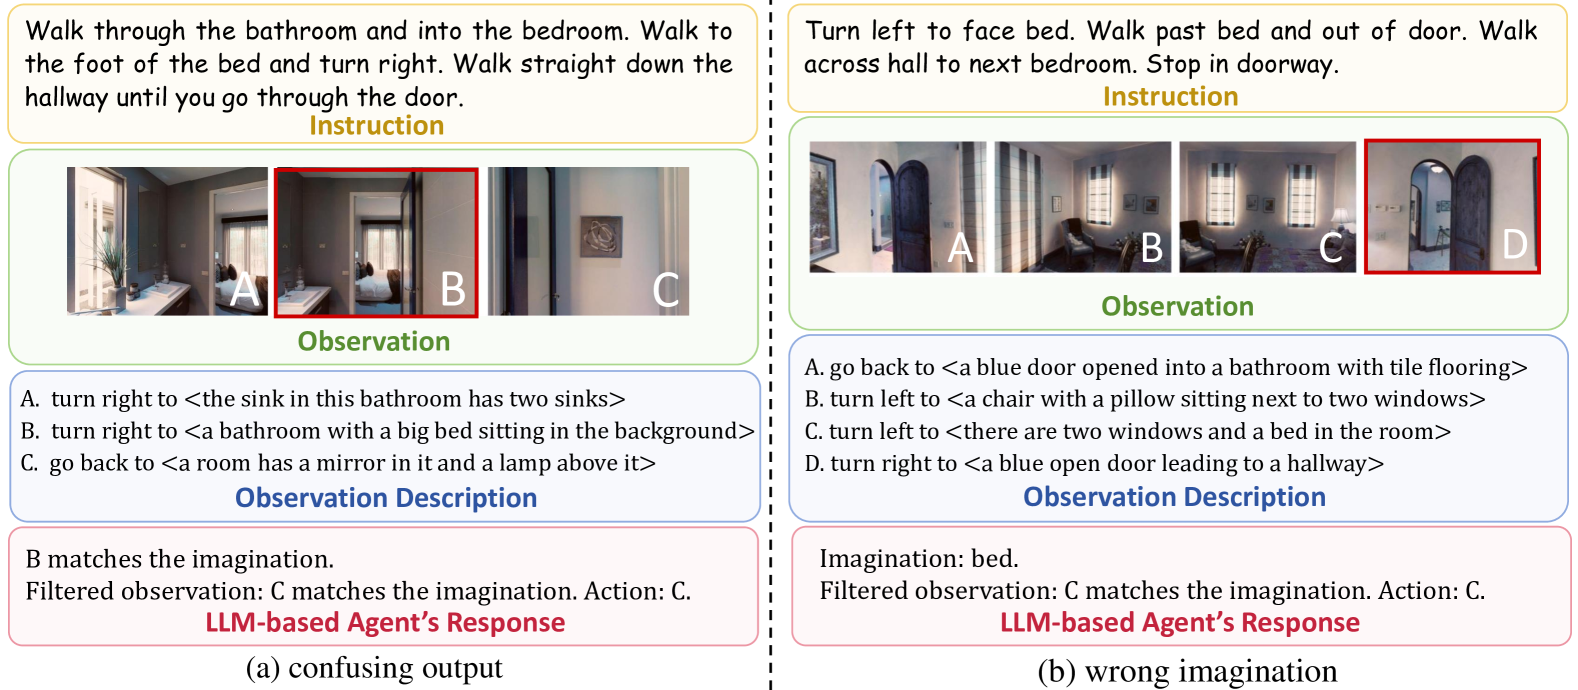 Walk through the bathroom and into the bedroom. Walk to
the foot of the bed and turn right. Walk straight down the
hallway until you go through the door.
Instruction
A
B
C
Observation
A. turn right to <the sink in this bathroom has two sinks>
B. turn right to <a bathroom with a big bed sitting in the background>
C. go back to <a room has a mirror in it and a lamp above it>
Observation Description
B matches the imagination.
Filtered observation: C matches the imagination. Action: C.
LLM-based Agent's Response
(a) confusing output
Turn left to face bed. Walk past bed and out of door. Walk
across hall to next bedroom. Stop in doorway.
Instruction
A
B
C
D
Observation
A. go back to <a blue door opened into a bathroom with tile flooring>
B. turn left to <a chair with a pillow sitting next to two windows>
C. turn left to <there are two windows and a bed in the room>
D. turn right to <a blue open door leading to a hallway>
Observation Description
Imagination: bed.
Filtered observation: C matches the imagination. Action: C.
LLM-based Agent's Response
(b) wrong imagination